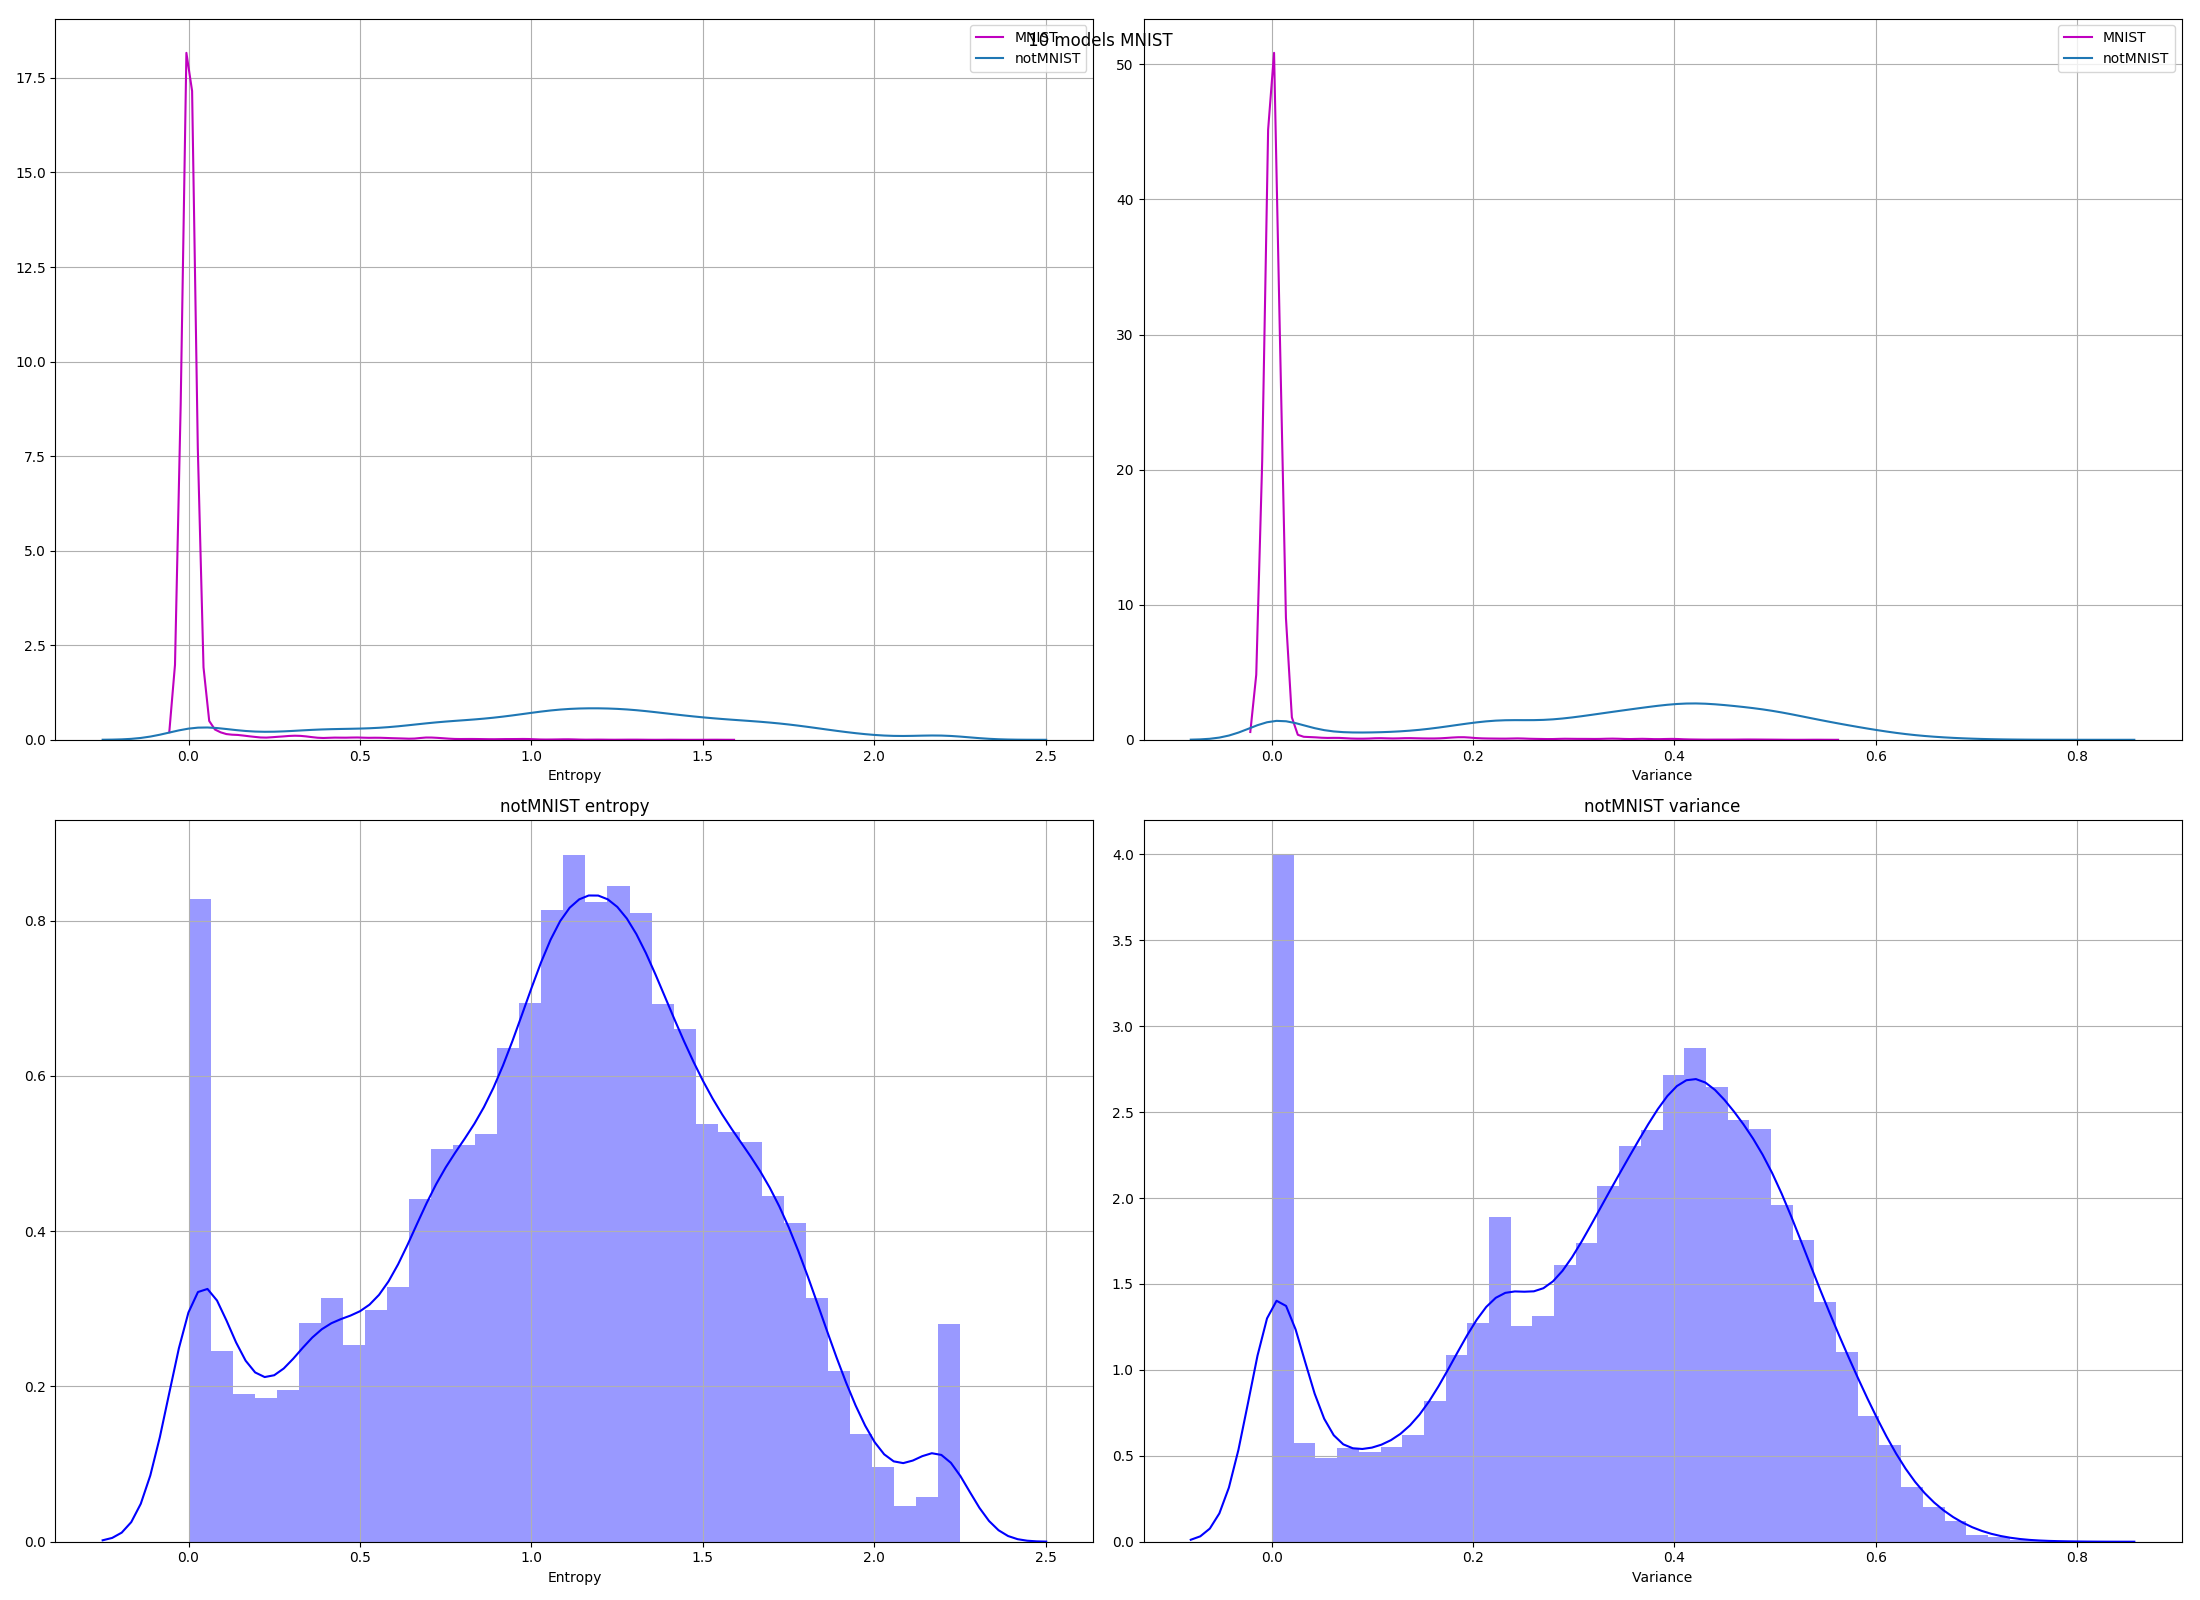 10 models MNIST
MNIST
notMNIST
17.5
15.0
12.5
10.0
7.5
5.0
2.5
0.0
0.0 0.5 1.0 1.5 2.0 2.5
Entropy
MNIST
notMNIST
50
40
30
20
10
0
0.0 0.2 0.4 0.6 0.8
Variance
notMNIST entropy
0.8
0.6
0.4
0.2
0.0
0.0 0.5 1.0 1.5 2.0 2.5
Entropy
notMNIST variance
4.0
3.5
3.0
2.5
2.0
1.5
1.0
0.5
0.0
0.0 0.2 0.4 0.6 0.8
Variance